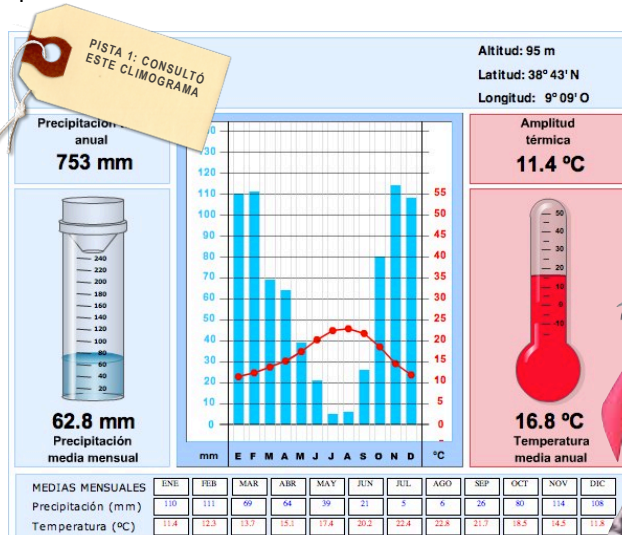 PISTA 1: CONSULTÓ
ESTE CLIMOGRAMA
Altitud: 95 m
Latitud: 38º 43' N
Longitud: 9º 09' O
Precipitación
anual
753 mm
Amplitud
térmica
11.4 ºC
130
120
110
100
90
80
70
60
50
40
30
20
10
0
55
50
45
40
35
30
25
20
15
10
5
0
mm E F M A M J J A S O N D ºC
240
220
200
180
160
140
120
100
80
60
40
20
62.8 mm
Precipitación
media mensual
50
40
30
20
10
0
-10
16.8 ºC
Temperatura
media anual
MEDIAS MENSUALES ENE FEB MAR ABR MAY JUN JUL AGO SEP OCT NOV DIC
Precipitación (mm) 110 111 69 64 39 21 5 6 26 80 114 108
Temperatura (ºC) 11.4 12.3 13.7 15.1 17.4 20.2 22.4 22.8 21.7 18.5 14.5 11.8